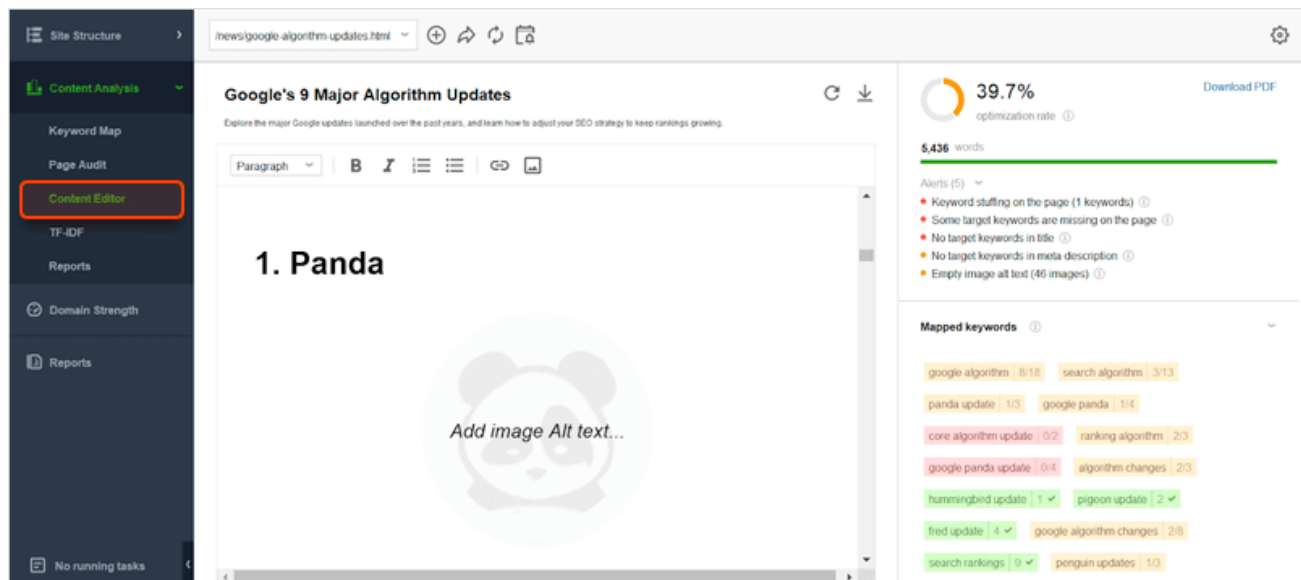 Site Structure
Content Analysis
Keyword Map
Page Audit
Content Editor
TF-IDF
Reports
Domain Strength
Reports
No running tasks
/news/google-algorithm-updates.html
Google's 9 Major Algorithm Updates
Explore the major Google updates launched over the past years, and learn how to adjust your SEO strategy to keep rankings growing.
Paragraph B I
1. Panda
Add image Alt text...
39.7%
optimization rate
Download PDF
5,436 words
Alerts (5)
Keyword stuffing on the page (1 keywords)
Some target keywords are missing on the page
No target keywords in title
No target keywords in meta description
Empty image alt text (46 images)
Mapped keywords
google algorithm 8/18 search algorithm 3/13
panda update 1/3 google panda 1/4
core algorithm update 0/2 ranking algorithm 2/3
google panda update 0/4 algorithm changes 2/3
hummingbird update 1 ✓ pigeon update 2 ✓
fred update 4 ✓ google algorithm changes 2/8
search rankings 9 ✓ penguin updates 1/3